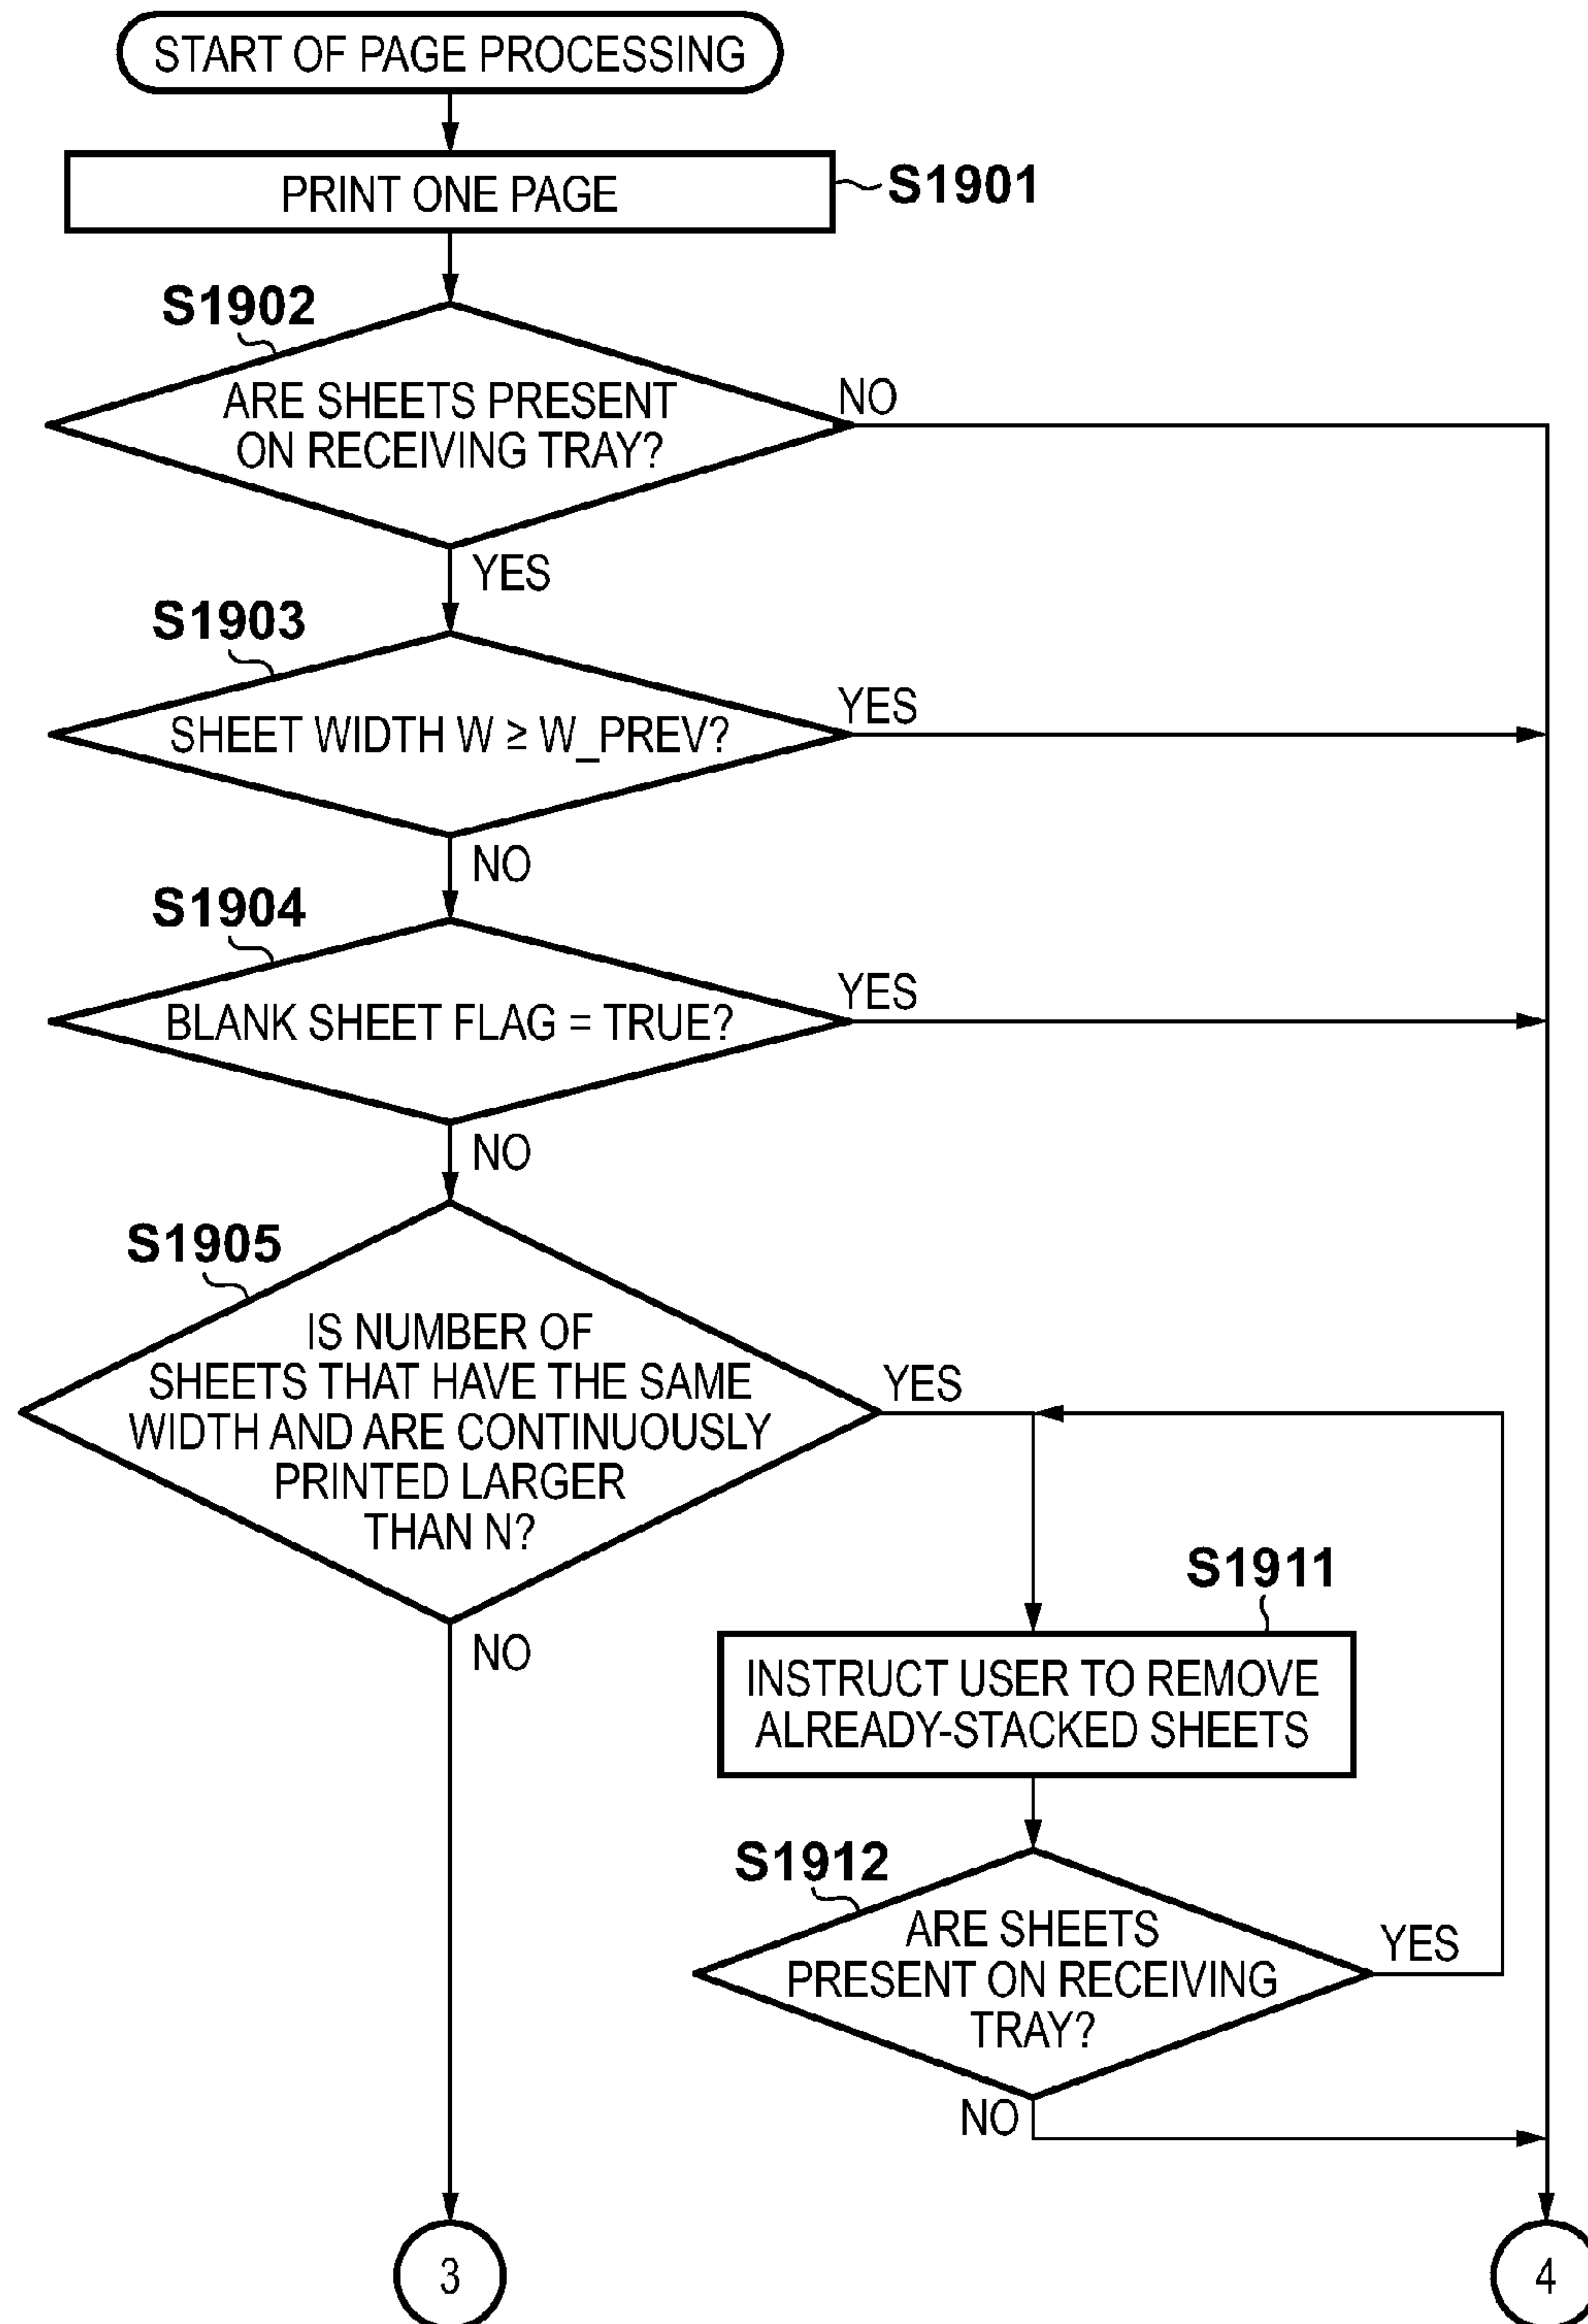 START OF PAGE PROCESSING
PRINT ONE PAGE
S1901
S1902
ARE SHEETS PRESENT
ON RECEIVING TRAY?
NO
YES
S1903
SHEET WIDTH W ≥ W_PREV?
YES
NO
S1904
BLANK SHEET FLAG = TRUE?
YES
NO
S1905
IS NUMBER OF
SHEETS THAT HAVE THE SAME
WIDTH AND ARE CONTINUOUSLY
PRINTED LARGER
THAN N?
YES
NO
S1911
INSTRUCT USER TO REMOVE
ALREADY-STACKED SHEETS
S1912
ARE SHEETS
PRESENT ON RECEIVING
TRAY?
YES
NO
3
4